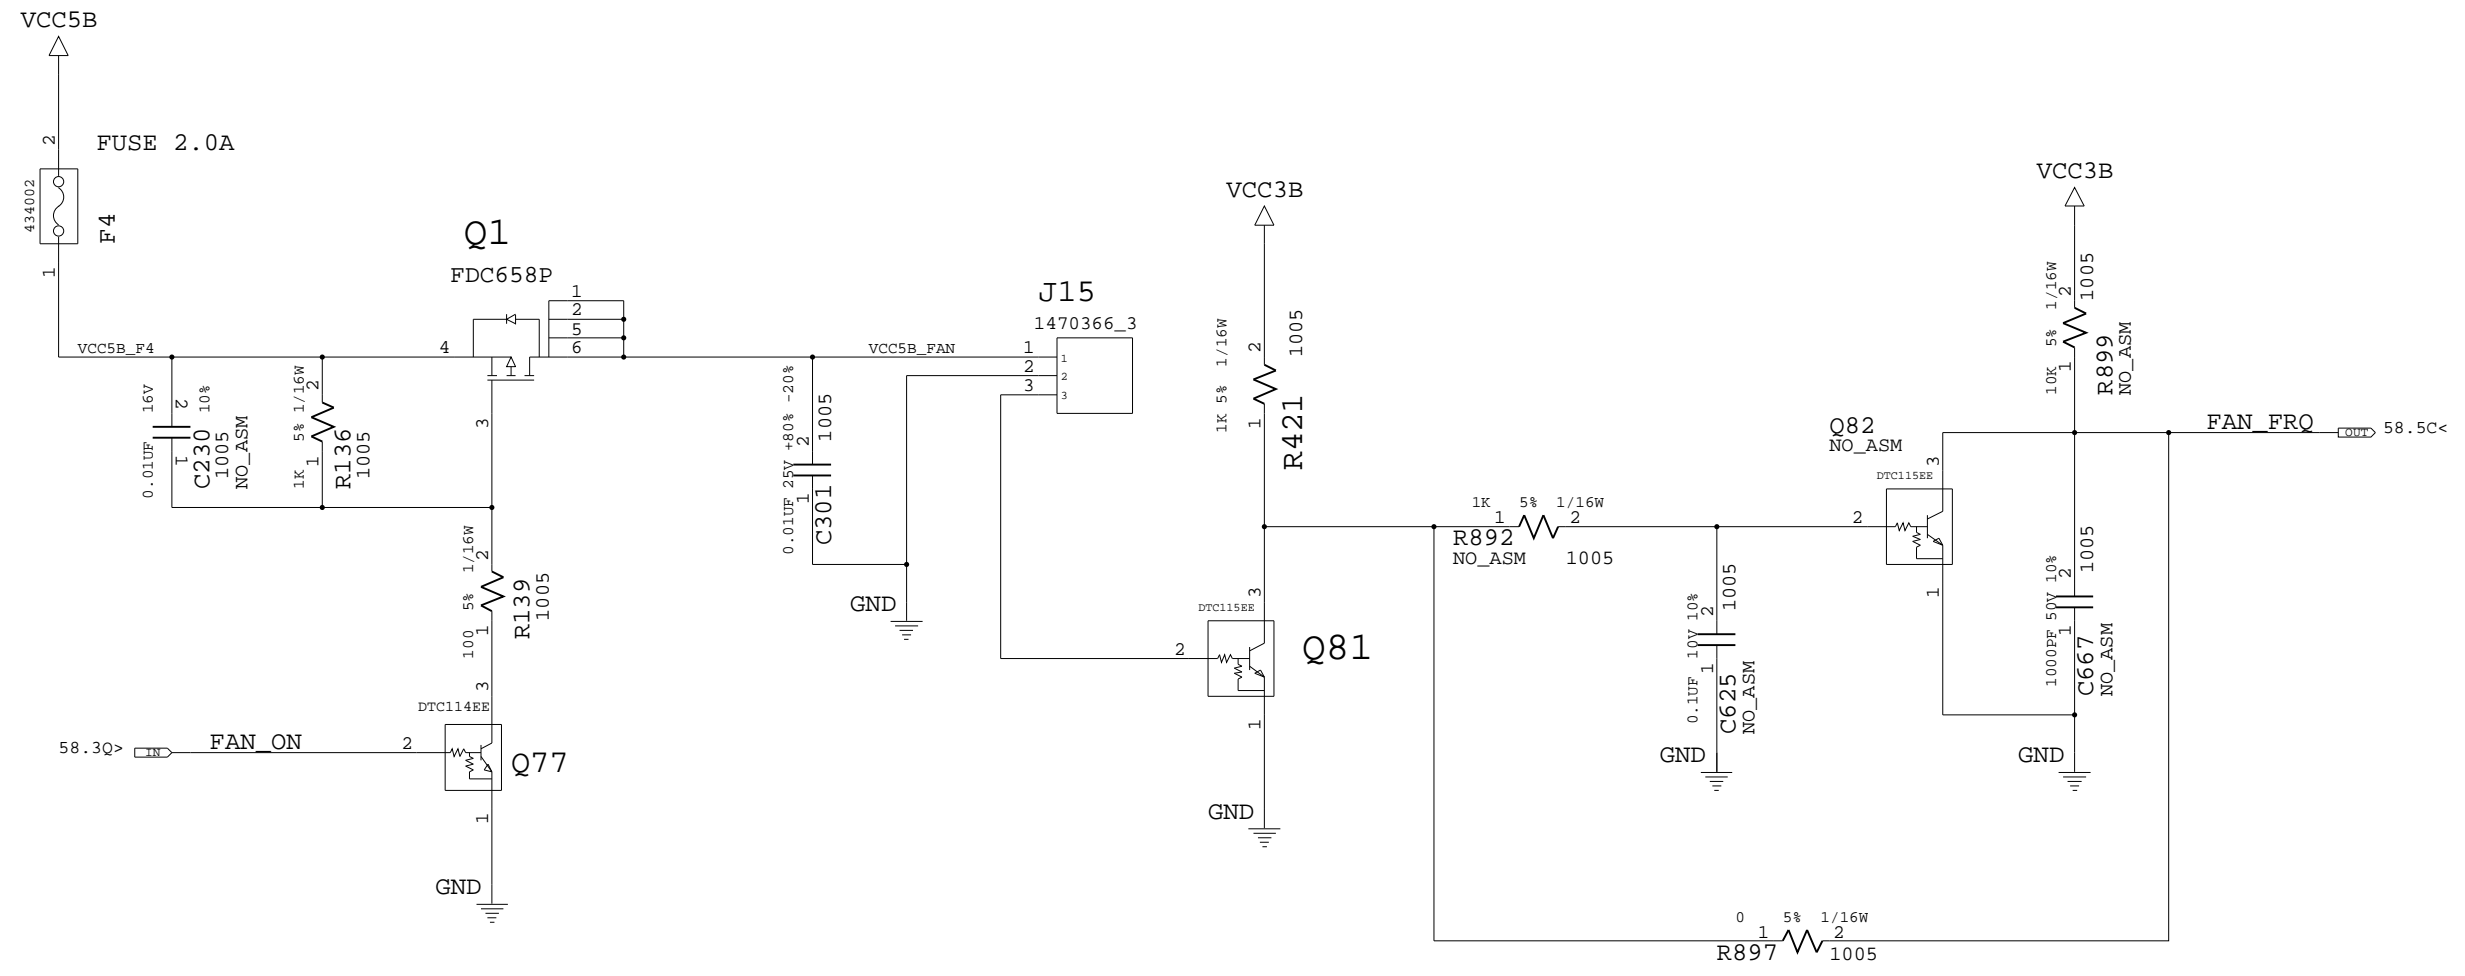 VCC5B
2
FUSE 2.0A
434002
F4
1
Q1
FDC658P
1
2
5
6
VCC5B_F4
4
3
16V
2
10%
0.01UF
1
C230
1005
NO_ASM
1/16W
2
5%
1K
1
R136
1005
1/16W
2
5%
100
1
R139
1005
3
DTC114EE
58.3Q>
IN
FAN_ON
2
Q77
1
GND
VCC5B_FAN
0.01UF 25V +80% -20%
2
1
C301
1005
GND
J15
1470366_3
1
2
3
1
2
3
VCC3B
1K 5% 1/16W
2
1
1005
R421
3
DTC115EE
2
Q81
1
GND
1K 5% 1/16W
1
2
R892
NO_ASM
1005
0.1UF 10V 10%
2
1
1005
C625
NO_ASM
GND
Q82
NO_ASM
DTC115EE
3
2
1
VCC3B
10K 5% 1/16W
2
1
1005
R899
NO_ASM
FAN_FRQ
OUT
58.5C<
1000PF 50V 10%
2
1
1005
C667
NO_ASM
GND
0 5% 1/16W
1
2
R897
1005